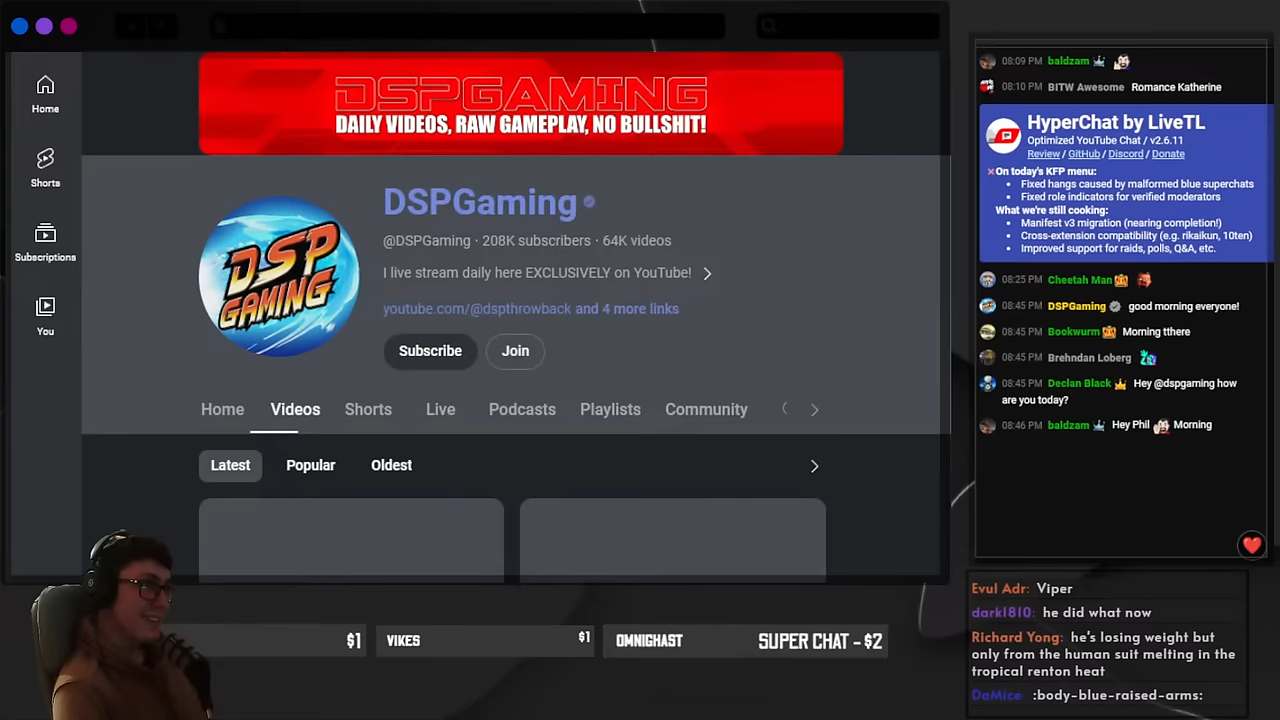 DSPGAMING
DAILY VIDEOS, RAW GAMEPLAY, NO BULLSHIT!
Home
Shorts
Subscriptions
You
DSP
GAMING
DSPGaming
@DSPGaming · 208K subscribers · 64K videos
I live stream daily here EXCLUSIVELY on YouTube!
youtube.com/@dspthrowback and 4 more links
Subscribe
Join
Home Videos Shorts Live Podcasts Playlists Community
Latest Popular Oldest
$1
VIKES $1
OMNIGHAST SUPER CHAT - $2
08:09 PM baldzam
08:10 PM BITW Awesome Romance Katherine
HyperChat by LiveTL
Optimized YouTube Chat / v2.6.11
Review / GitHub / Discord / Donate
On today's KFP menu:
• Fixed hangs caused by malformed blue superchats
• Fixed role indicators for verified moderators
What we're still cooking:
• Manifest v3 migration (nearing completion!)
• Cross-extension compatibility (e.g. rikaikun, 10ten)
• Improved support for raids, polls, Q&A, etc.
08:25 PM Cheetah Man
08:45 PM DSPGaming good morning everyone!
08:45 PM Bookwurm Morning tthere
08:45 PM Brehndan Loberg
08:45 PM Declan Black Hey @dspgaming how
are you today?
08:46 PM baldzam Hey Phil Morning
Evul Adr: Viper
dark1810: he did what now
Richard Yong: he's losing weight but
only from the human suit melting in the
tropical renton heat
DaMice :body-blue-raised-arms: